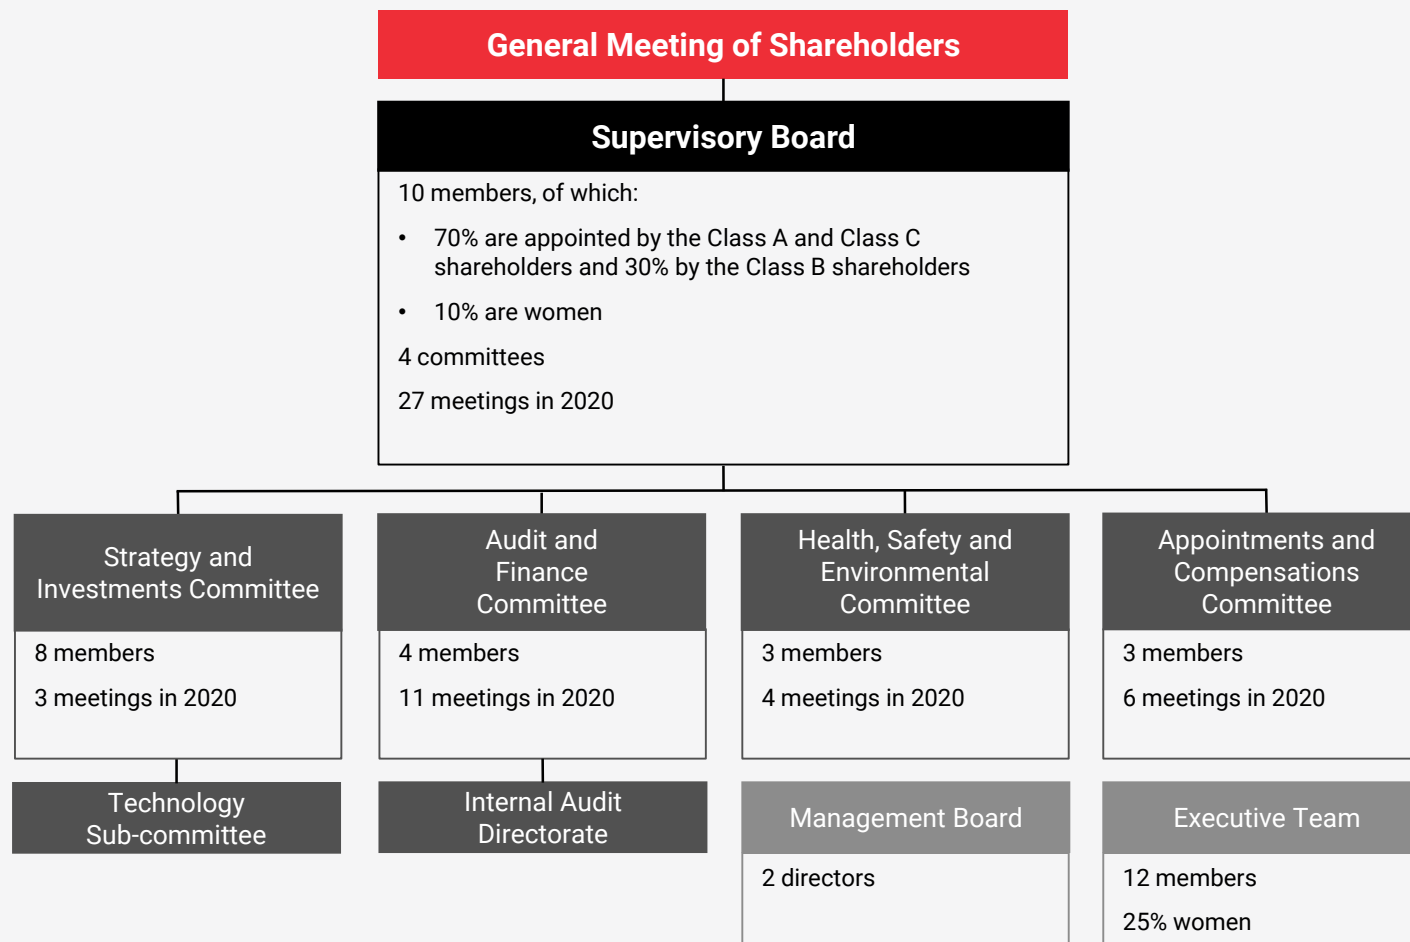 General Meeting of Shareholders
Supervisory Board
10 members, of which:
• 70% are appointed by the Class A and Class C
shareholders and 30% by the Class B shareholders
• 10% are women
4 committees
27 meetings in 2020
Strategy and
Investments Committee
8 members
3 meetings in 2020
Audit and
Finance
Committee
4 members
11 meetings in 2020
Health, Safety and
Environmental
Committee
3 members
4 meetings in 2020
Appointments and
Compensations
Committee
3 members
6 meetings in 2020
Technology
Sub-committee
Internal Audit
Directorate
Management Board
2 directors
Executive Team
12 members
25% women